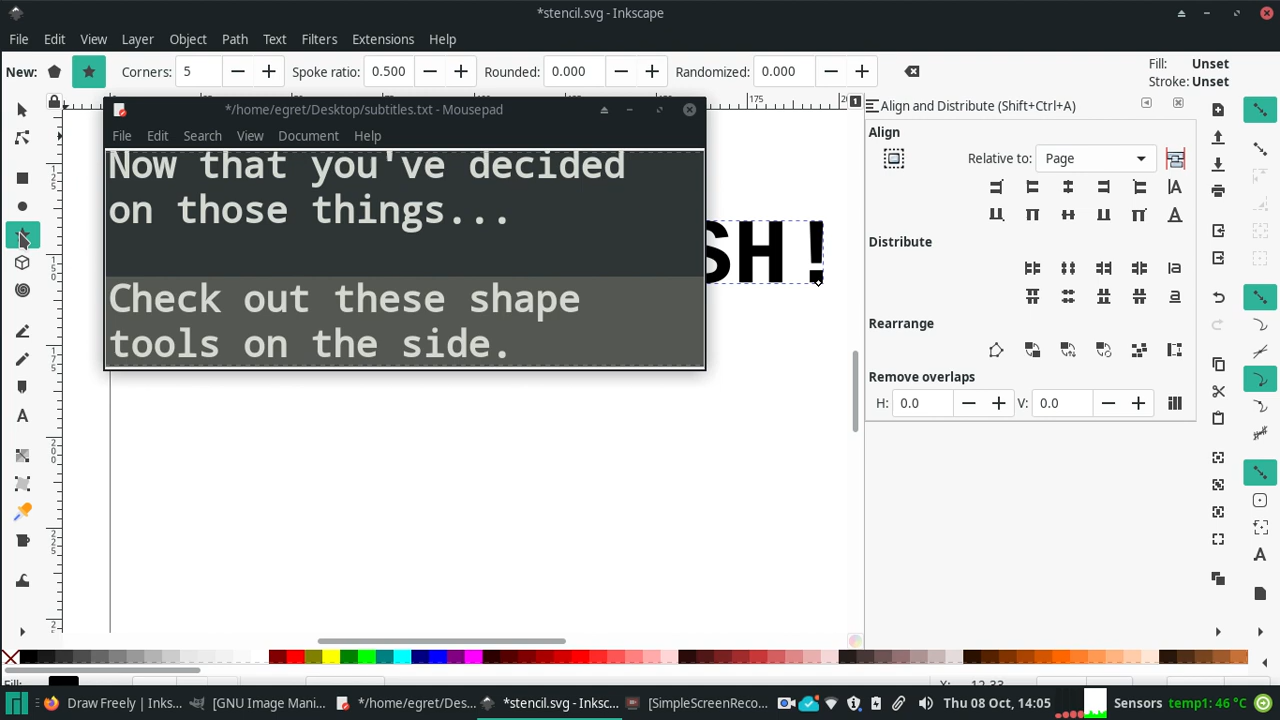 *stencil.svg - Inkscape
File Edit View Layer Object Path Text Filters Extensions Help
New: Corners: 5 Spoke ratio: 0.500 Rounded: 0.000 Randomized: 0.000
Fill: Unset
Stroke: Unset
*/home/egret/Desktop/subtitles.txt - Mousepad
File Edit Search View Document Help
Now that you've decided
on those things...
Check out these shape
tools on the side.
SH!
175
1
Align and Distribute (Shift+Ctrl+A)
Align
Relative to: Page
Distribute
Rearrange
Remove overlaps
H: 0.0 V: 0.0
Draw Freely | Inks... [GNU Image Mani... */home/egret/Des... *stencil.svg - Inksc... [SimpleScreenReco... Thu 08 Oct, 14:05 Sensors temp1: 46 °C